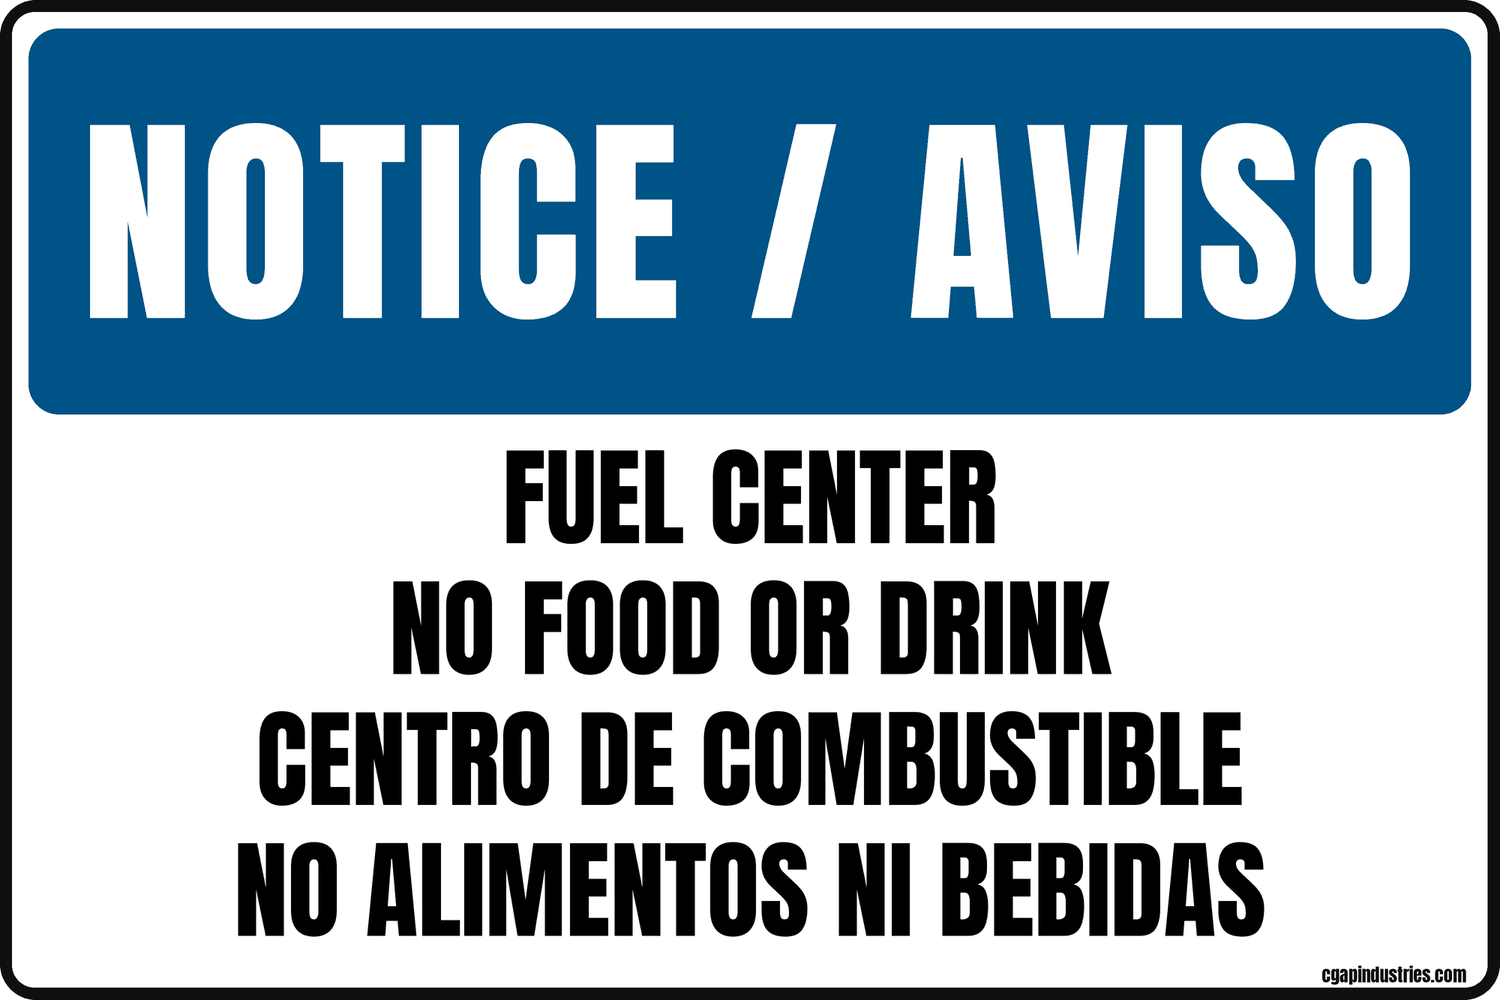 NOTICE / AVISO
FUEL CENTER
NO FOOD OR DRINK
CENTRO DE COMBUSTIBLE
NO ALIMENTOS NI BEBIDAS
cgapindustries.com